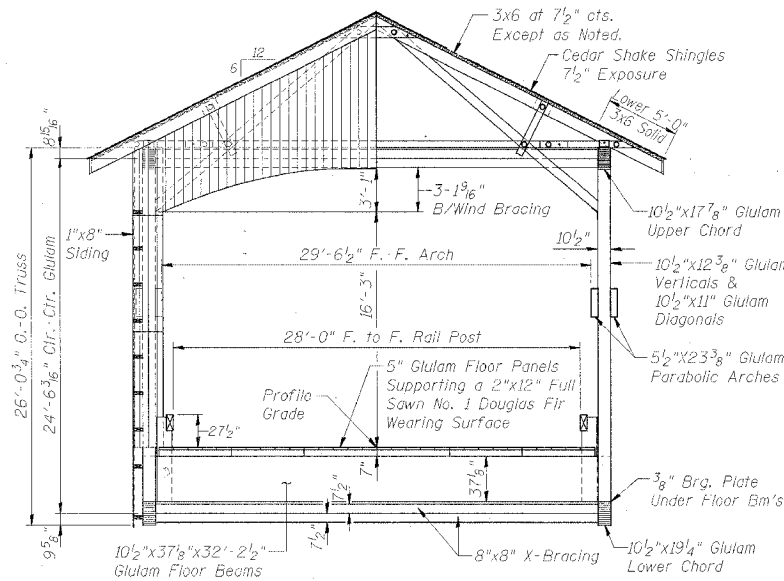 3x6 at 7½" cts.
Except as Noted.
12
6
Cedar Shake Shingles
7½" Exposure
Lower 5'-0"
3x6 Solid
8 15/16"
3'-1"
3-1 9/16"
B/Wind Bracing
10½"x17⅞" Glulam
Upper Chord
1"x8"
Siding
10½"
29'-6½" F.-F. Arch
10½"x12⅜" Glulam
Verticals &
10½"x11" Glulam
Diagonals
16'-3"
26'-0¾" O.-O. Truss
24'-6 3/16" Ctr.-Ctr. Glulam
28'-0" F. to F. Rail Post
5½"X23⅜" Glulam
Parabolic Arches
5" Glulam Floor Panels
Supporting a 2"x12" Full
Sawn No. 1 Douglas Fir
Wearing Surface
Profile
Grade
27½"
7"
37⅛"
7½"
7½"
⅜" Brg. Plate
Under Floor Bm's
9⅝"
10½"x37⅛"x32'-2½"
Glulam Floor Beams
8"x8" X-Bracing
10½"x19¼" Glulam
Lower Chord